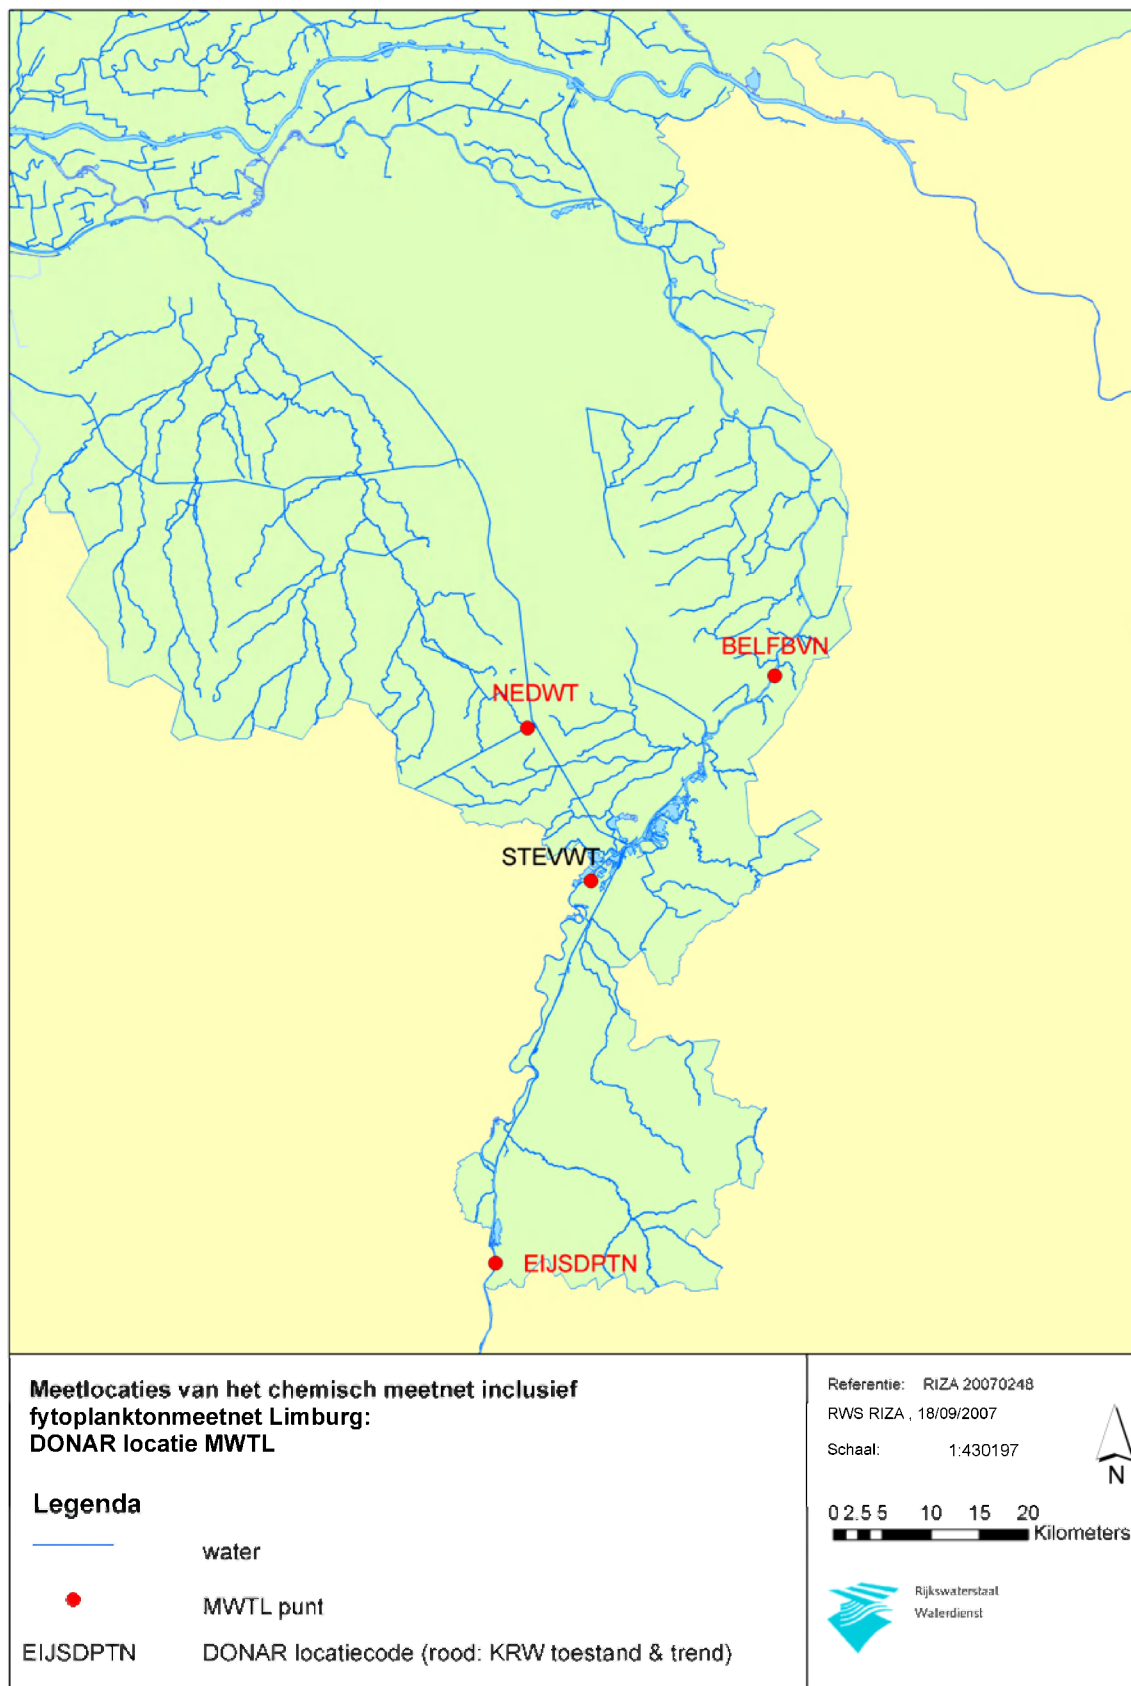 BELFBVN
NEDWT
STEVWT
EIJSDPTN
Meetlocaties van het chemisch meetnet inclusief
fytoplanktonmeetnet Limburg:
DONAR locatie MWTL
Legenda
water
MWTL punt
EIJSDPTN DONAR locatiecode (rood: KRW toestand & trend)
Referentie: RIZA 20070248
RWS RIZA , 18/09/2007
Schaal: 1:430197
N
0 2.5 5 10 15 20
Kilometers
Rijkswaterstaat
Waterdienst